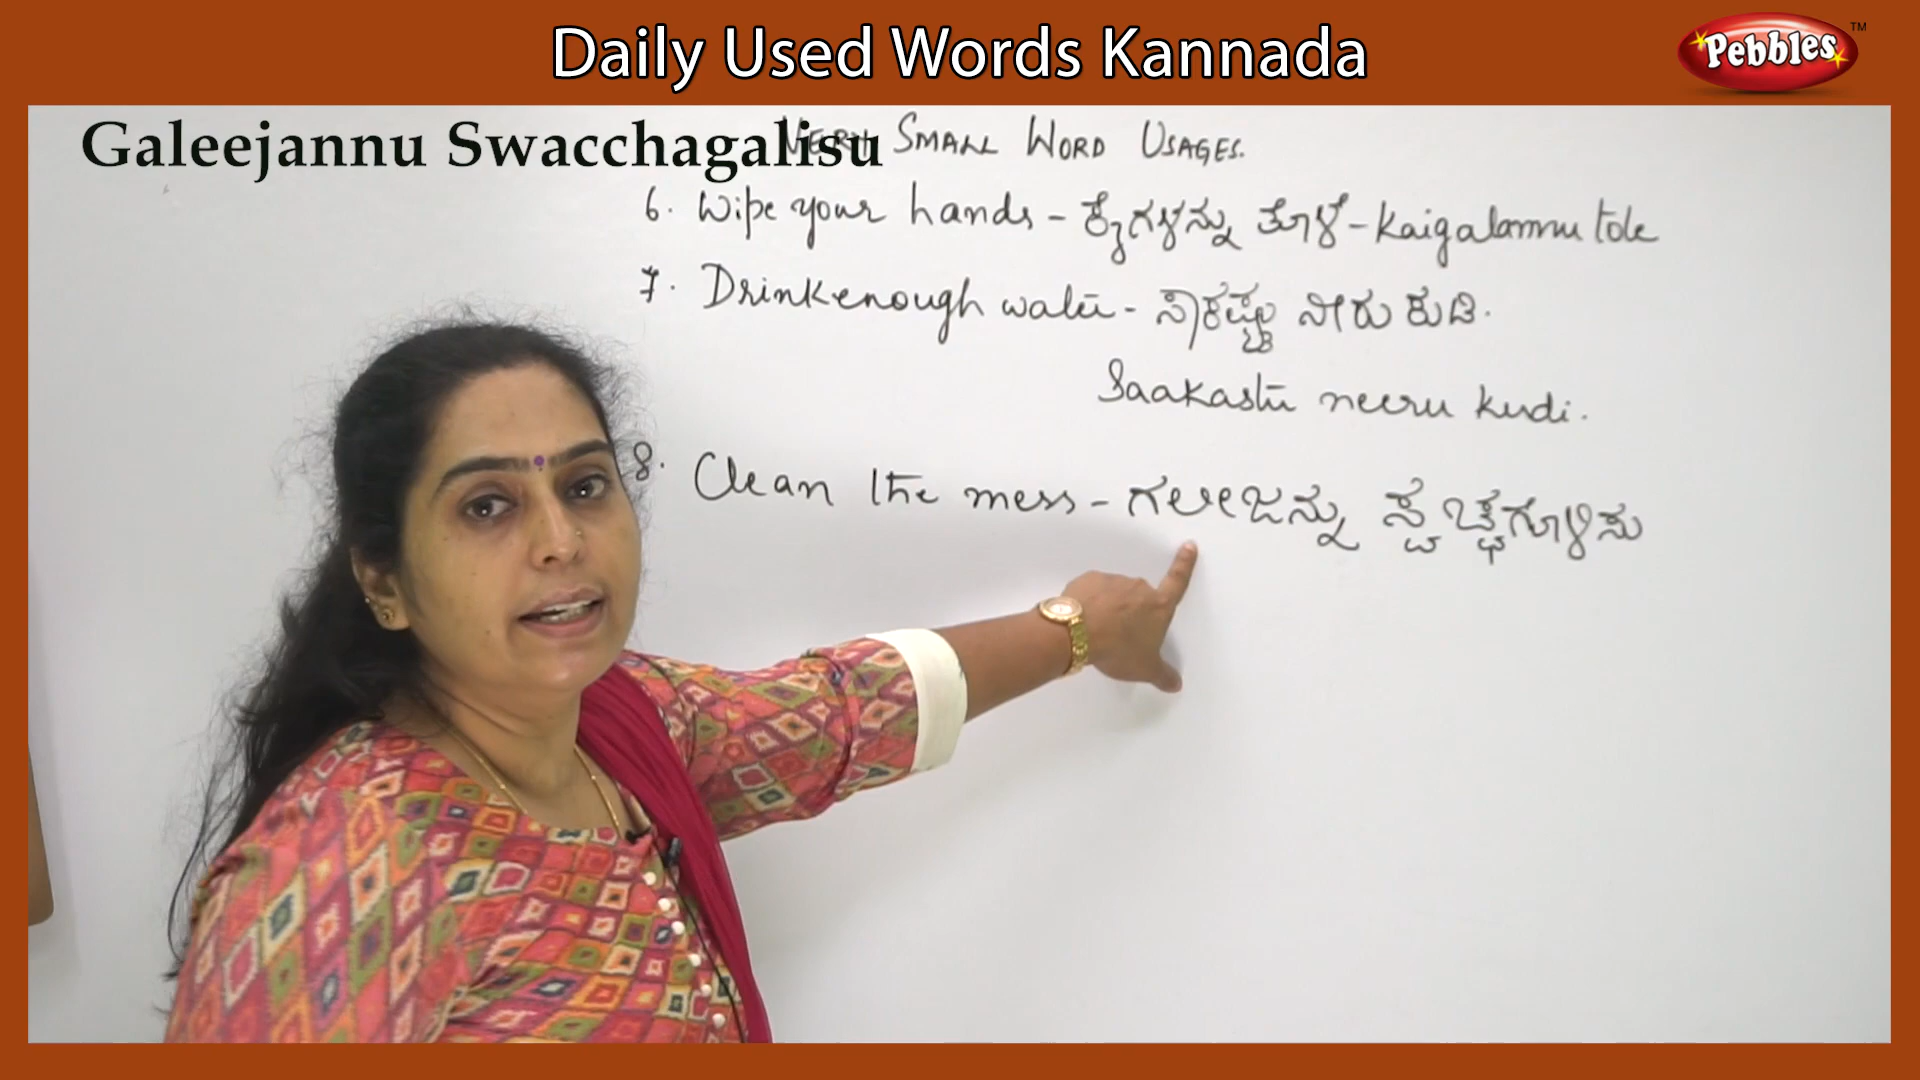 Daily Used Words Kannada
Pebbles™
Galeejannu Swacchagalisu
VERY SMALL WORD USAGES.
6. Wipe your hands - ಕೈಗಳನ್ನು ತೊಳೆ - Kaigalannu tole
7. Drink enough water - ಸಾಕಷ್ಟು ನೀರು ಕುಡಿ.
Saakastu neeru kudi.
8. Clean the mess - ಗಲೀಜನ್ನು ಸ್ವಚ್ಛಗೊಳಿಸು